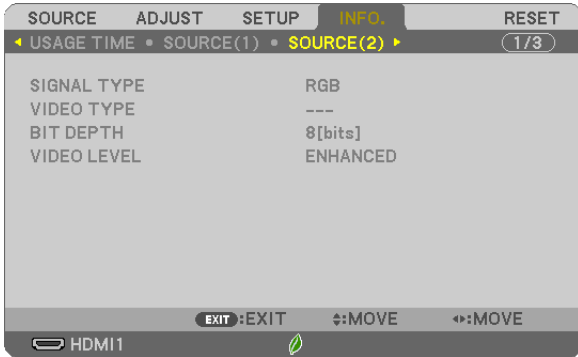 SOURCE ADJUST SETUP INFO. RESET
USAGE TIME • SOURCE(1) • SOURCE(2) 1/3
SIGNAL TYPE RGB
VIDEO TYPE ---
BIT DEPTH 8[bits]
VIDEO LEVEL ENHANCED
EXIT :EXIT :MOVE :MOVE
HDMI1